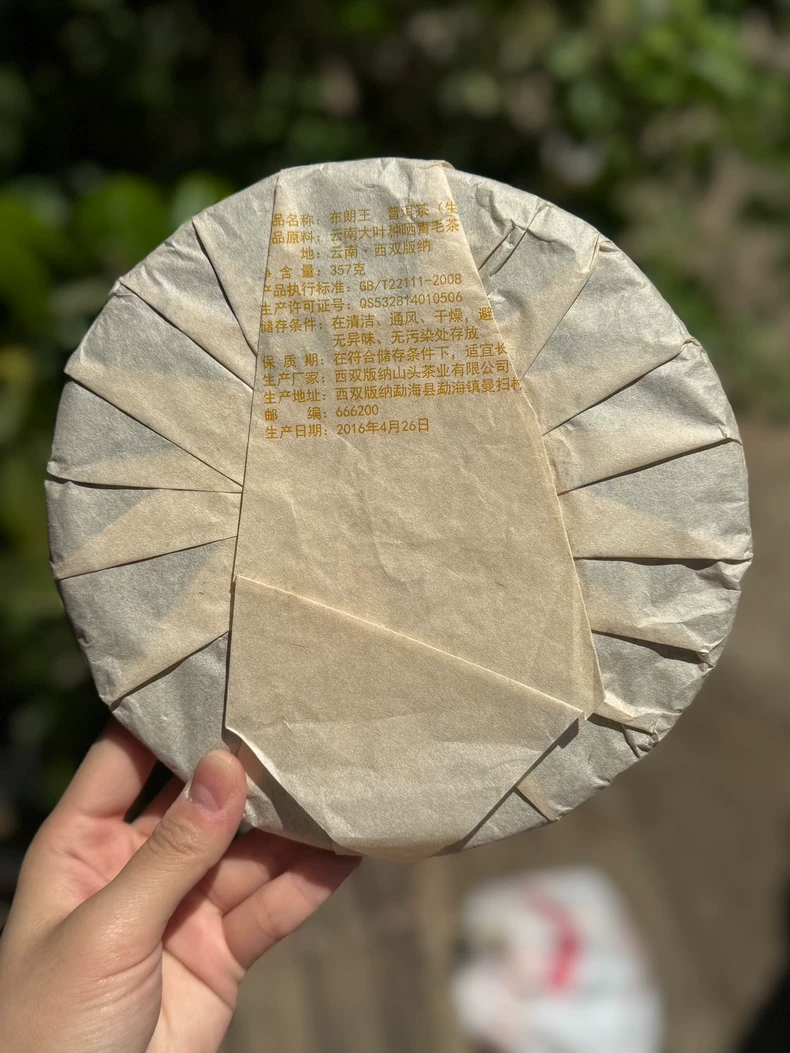 品名称：布朗王 普洱茶（生
品原料：云南大叶种晒青毛茶
地：云南·西双版纳
含量：357克
产品执行标准：GB/T22111-2008
生产许可证号：QS532814010506
储存条件：在清洁、通风、干燥，避
无异味、无污染处存放
保质期：在符合储存条件下，适宜长
生产厂家：西双版纳山头茶业有限公司
生产地址：西双版纳勐海县勐海镇曼扫村
邮编：666200
生产日期：2016年4月26日